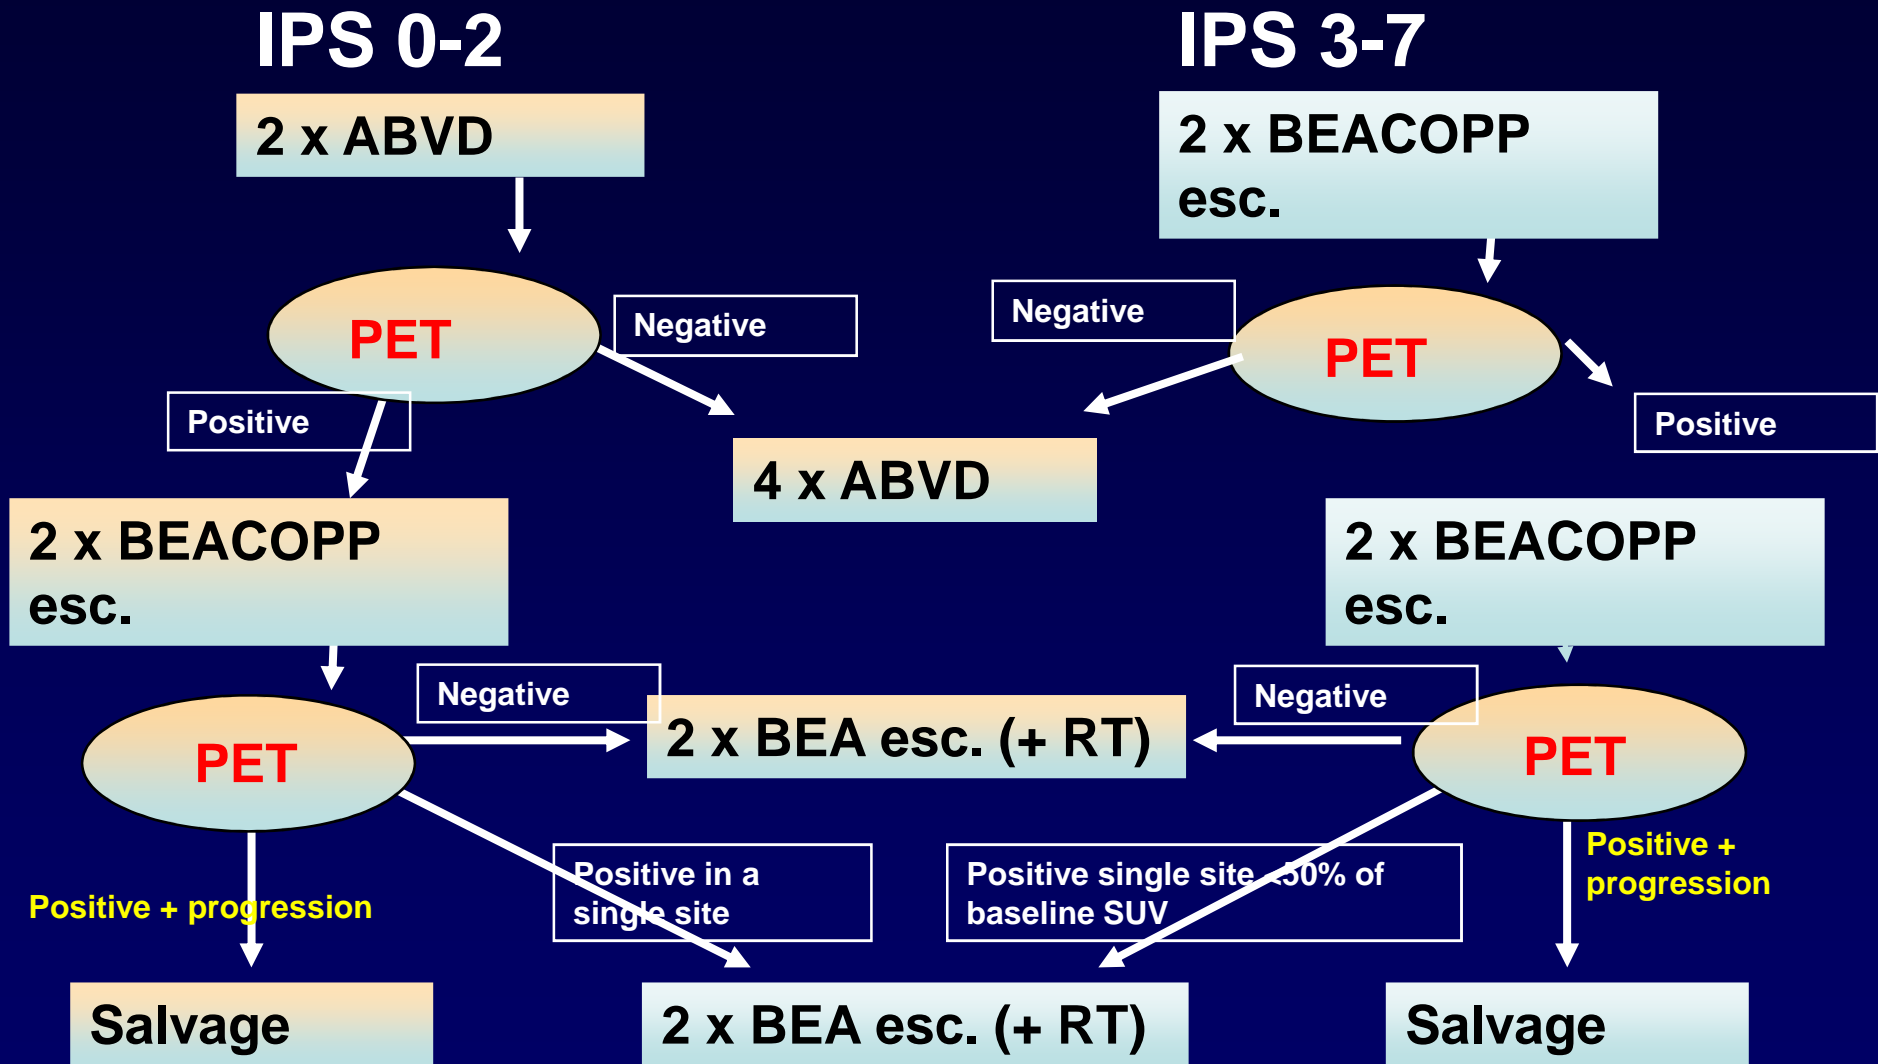 IPS 0-2
IPS 3-7
2 x ABVD
2 x BEACOPP
esc.
Negative
Negative
PET
PET
Positive
Positive
4 x ABVD
2 x BEACOPP
esc.
2 x BEACOPP
esc.
Negative
Negative
2 x BEA esc. (+ RT)
PET
PET
Positive +
progression
Positive in a
single site
Positive single site <50% of
baseline SUV
Positive + progression
Salvage
2 x BEA esc. (+ RT)
Salvage